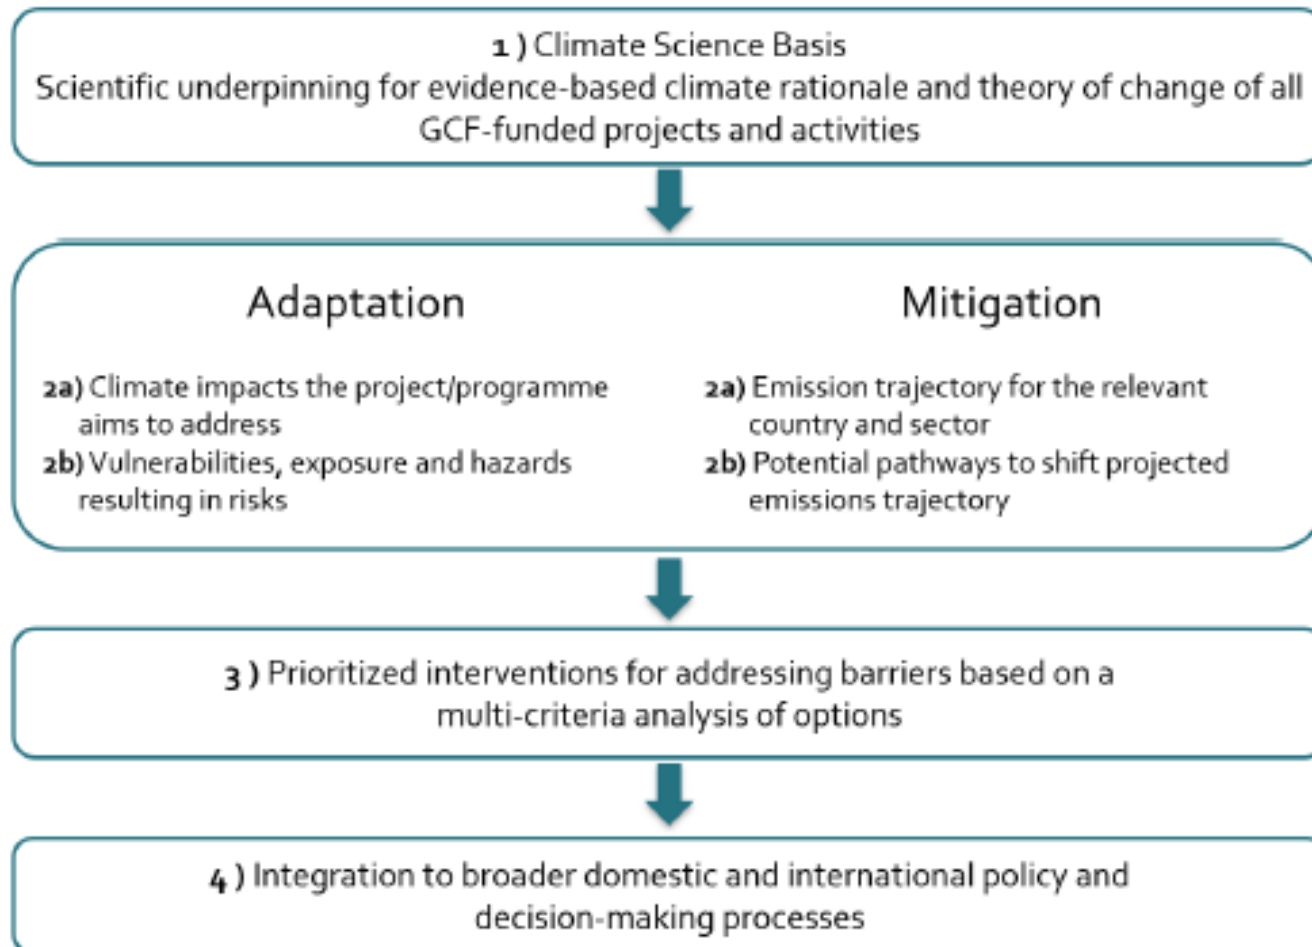 1 ) Climate Science Basis
Scientific underpinning for evidence-based climate rationale and theory of change of all
GCF-funded projects and activities
Adaptation
2a) Climate impacts the project/programme
aims to address
2b) Vulnerabilities, exposure and hazards
resulting in risks
Mitigation
2a) Emission trajectory for the relevant
country and sector
2b) Potential pathways to shift projected
emissions trajectory
3 ) Prioritized interventions for addressing barriers based on a
multi-criteria analysis of options
4 ) Integration to broader domestic and international policy and
decision-making processes